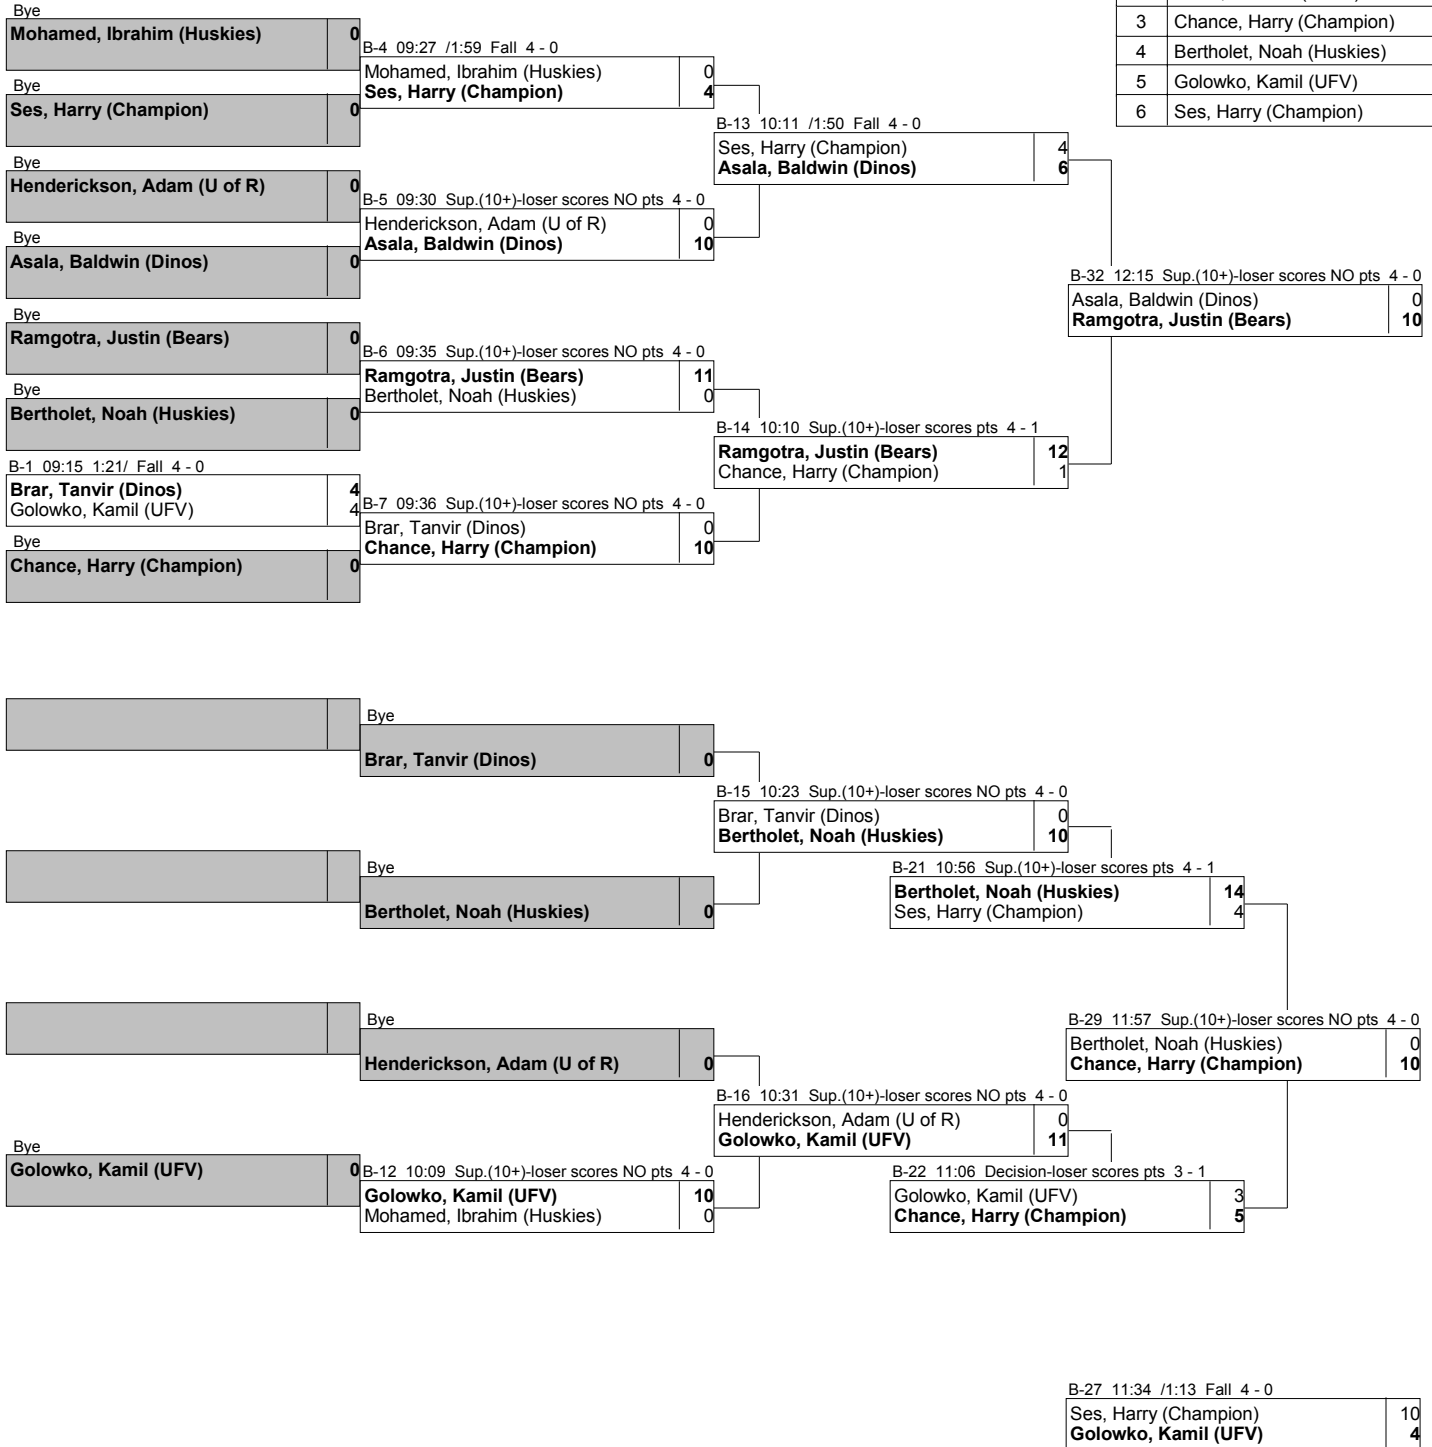 3 Chance, Harry (Champion)
4 Bertholet, Noah (Huskies)
5 Golowko, Kamil (UFV)
6 Ses, Harry (Champion)
Bye
Mohamed, Ibrahim (Huskies) 0
Bye
Ses, Harry (Champion) 0
Bye
Henderickson, Adam (U of R) 0
Bye
Asala, Baldwin (Dinos) 0
Bye
Ramgotra, Justin (Bears) 0
Bye
Bertholet, Noah (Huskies) 0
B-1 09:15 1:21/ Fall 4 - 0
Brar, Tanvir (Dinos) 4
Golowko, Kamil (UFV) 4
Bye
Chance, Harry (Champion) 0
B-4 09:27 /1:59 Fall 4 - 0
Mohamed, Ibrahim (Huskies) 0
Ses, Harry (Champion) 4
B-5 09:30 Sup.(10+)-loser scores NO pts 4 - 0
Henderickson, Adam (U of R) 0
Asala, Baldwin (Dinos) 10
B-6 09:35 Sup.(10+)-loser scores NO pts 4 - 0
Ramgotra, Justin (Bears) 11
Bertholet, Noah (Huskies) 0
B-7 09:36 Sup.(10+)-loser scores NO pts 4 - 0
Brar, Tanvir (Dinos) 0
Chance, Harry (Champion) 10
B-13 10:11 /1:50 Fall 4 - 0
Ses, Harry (Champion) 4
Asala, Baldwin (Dinos) 6
B-14 10:10 Sup.(10+)-loser scores pts 4 - 1
Ramgotra, Justin (Bears) 12
Chance, Harry (Champion) 1
B-32 12:15 Sup.(10+)-loser scores NO pts 4 - 0
Asala, Baldwin (Dinos) 0
Ramgotra, Justin (Bears) 10
Bye
Brar, Tanvir (Dinos) 0
Bye
Bertholet, Noah (Huskies) 0
Bye
Henderickson, Adam (U of R) 0
Bye
Golowko, Kamil (UFV) 0
B-12 10:09 Sup.(10+)-loser scores NO pts 4 - 0
Golowko, Kamil (UFV) 10
Mohamed, Ibrahim (Huskies) 0
B-15 10:23 Sup.(10+)-loser scores NO pts 4 - 0
Brar, Tanvir (Dinos) 0
Bertholet, Noah (Huskies) 10
B-16 10:31 Sup.(10+)-loser scores NO pts 4 - 0
Henderickson, Adam (U of R) 0
Golowko, Kamil (UFV) 11
B-21 10:56 Sup.(10+)-loser scores pts 4 - 1
Bertholet, Noah (Huskies) 14
Ses, Harry (Champion) 4
B-22 11:06 Decision-loser scores pts 3 - 1
Golowko, Kamil (UFV) 3
Chance, Harry (Champion) 5
B-29 11:57 Sup.(10+)-loser scores NO pts 4 - 0
Bertholet, Noah (Huskies) 0
Chance, Harry (Champion) 10
B-27 11:34 /1:13 Fall 4 - 0
Ses, Harry (Champion) 10
Golowko, Kamil (UFV) 4